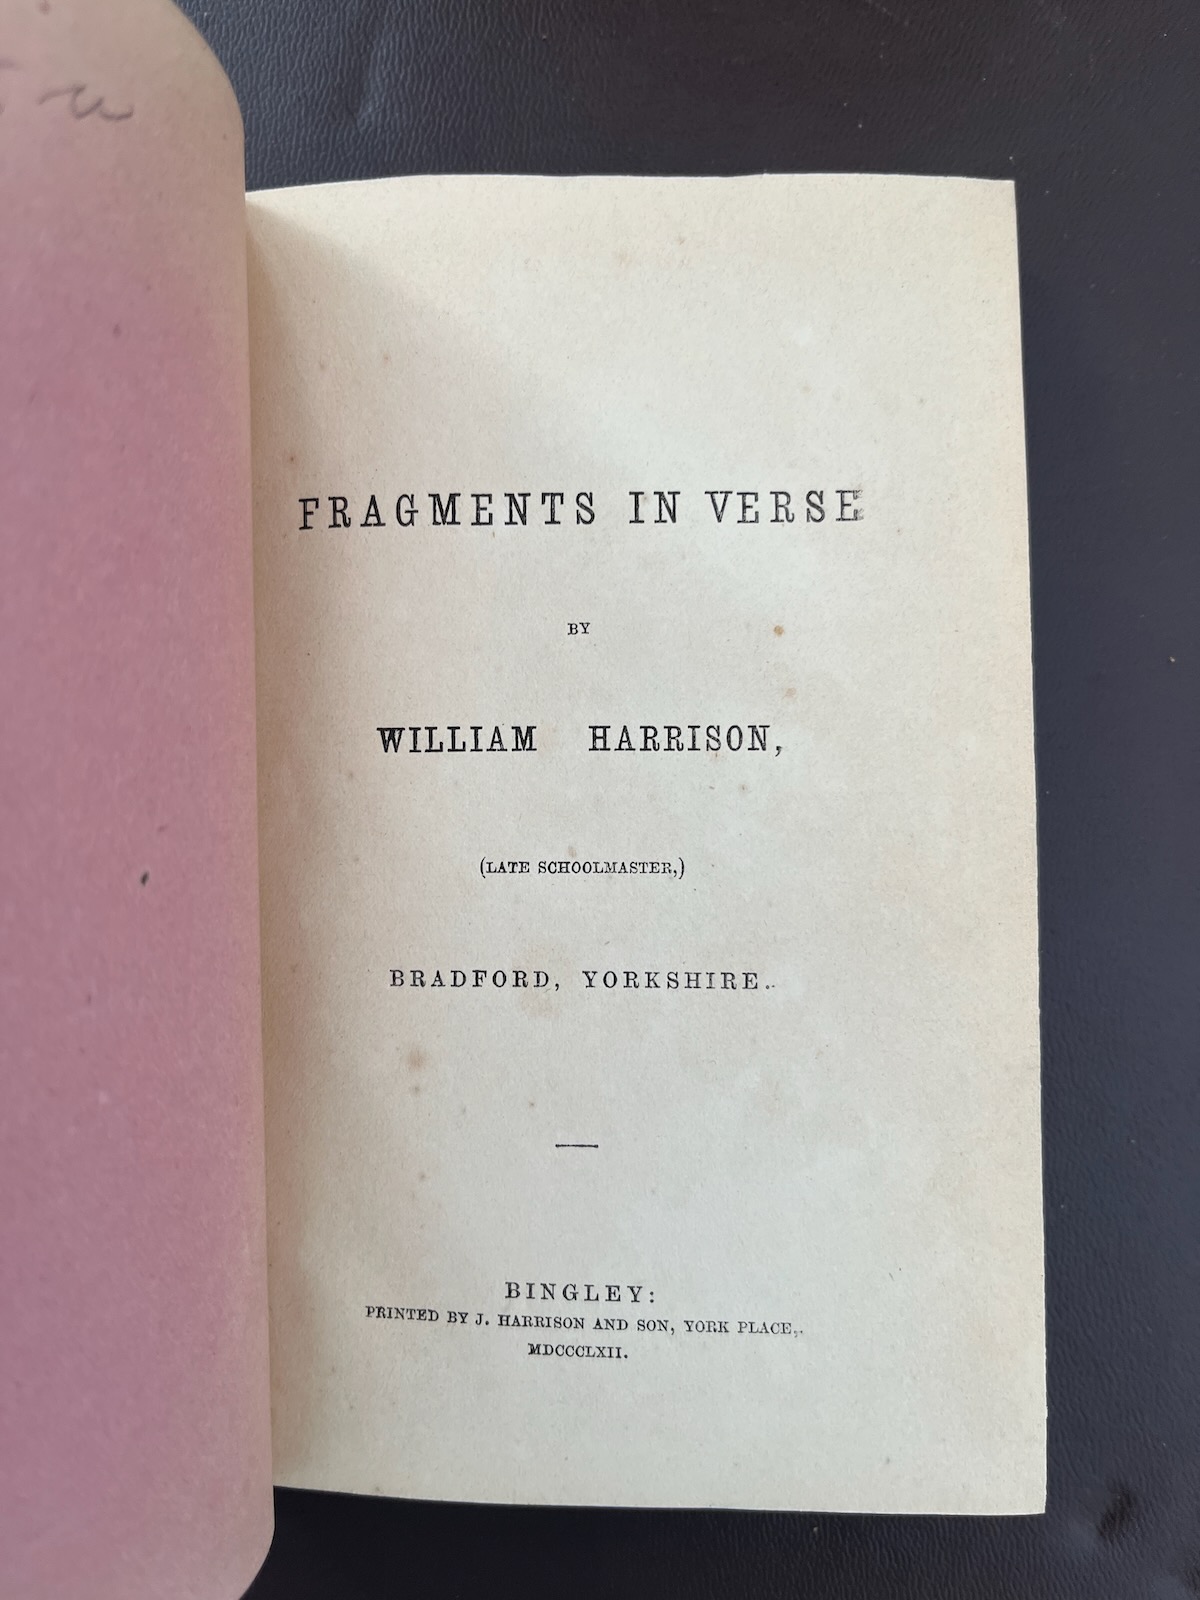 FRAGMENTS IN VERSE
BY
WILLIAM HARRISON,
(LATE SCHOOLMASTER,)
BRADFORD, YORKSHIRE.
BINGLEY:
PRINTED BY J. HARRISON AND SON, YORK PLACE,
MDCCCLXII.